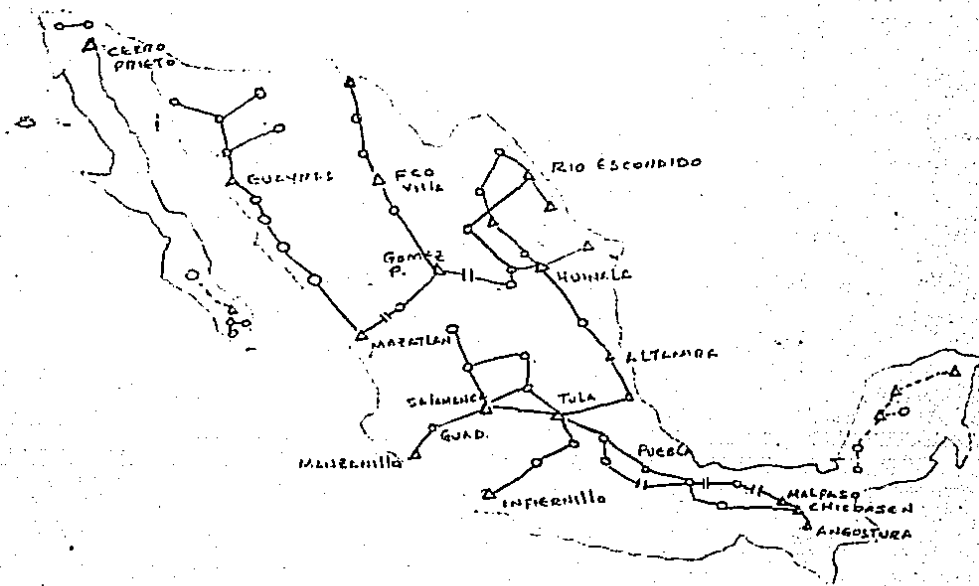 CERRO
PRIETO
RIO ESCONDIDO
FCO
VILLA
GOMEZ
P.
HUINALA
MAZATLAN
ALTAMIRA
SALAMANCA
TULA
GUAD.
MANZANILLO
PUEBLA
INFIERNILLO
MALPASO
CHICOASEN
ANGOSTURA